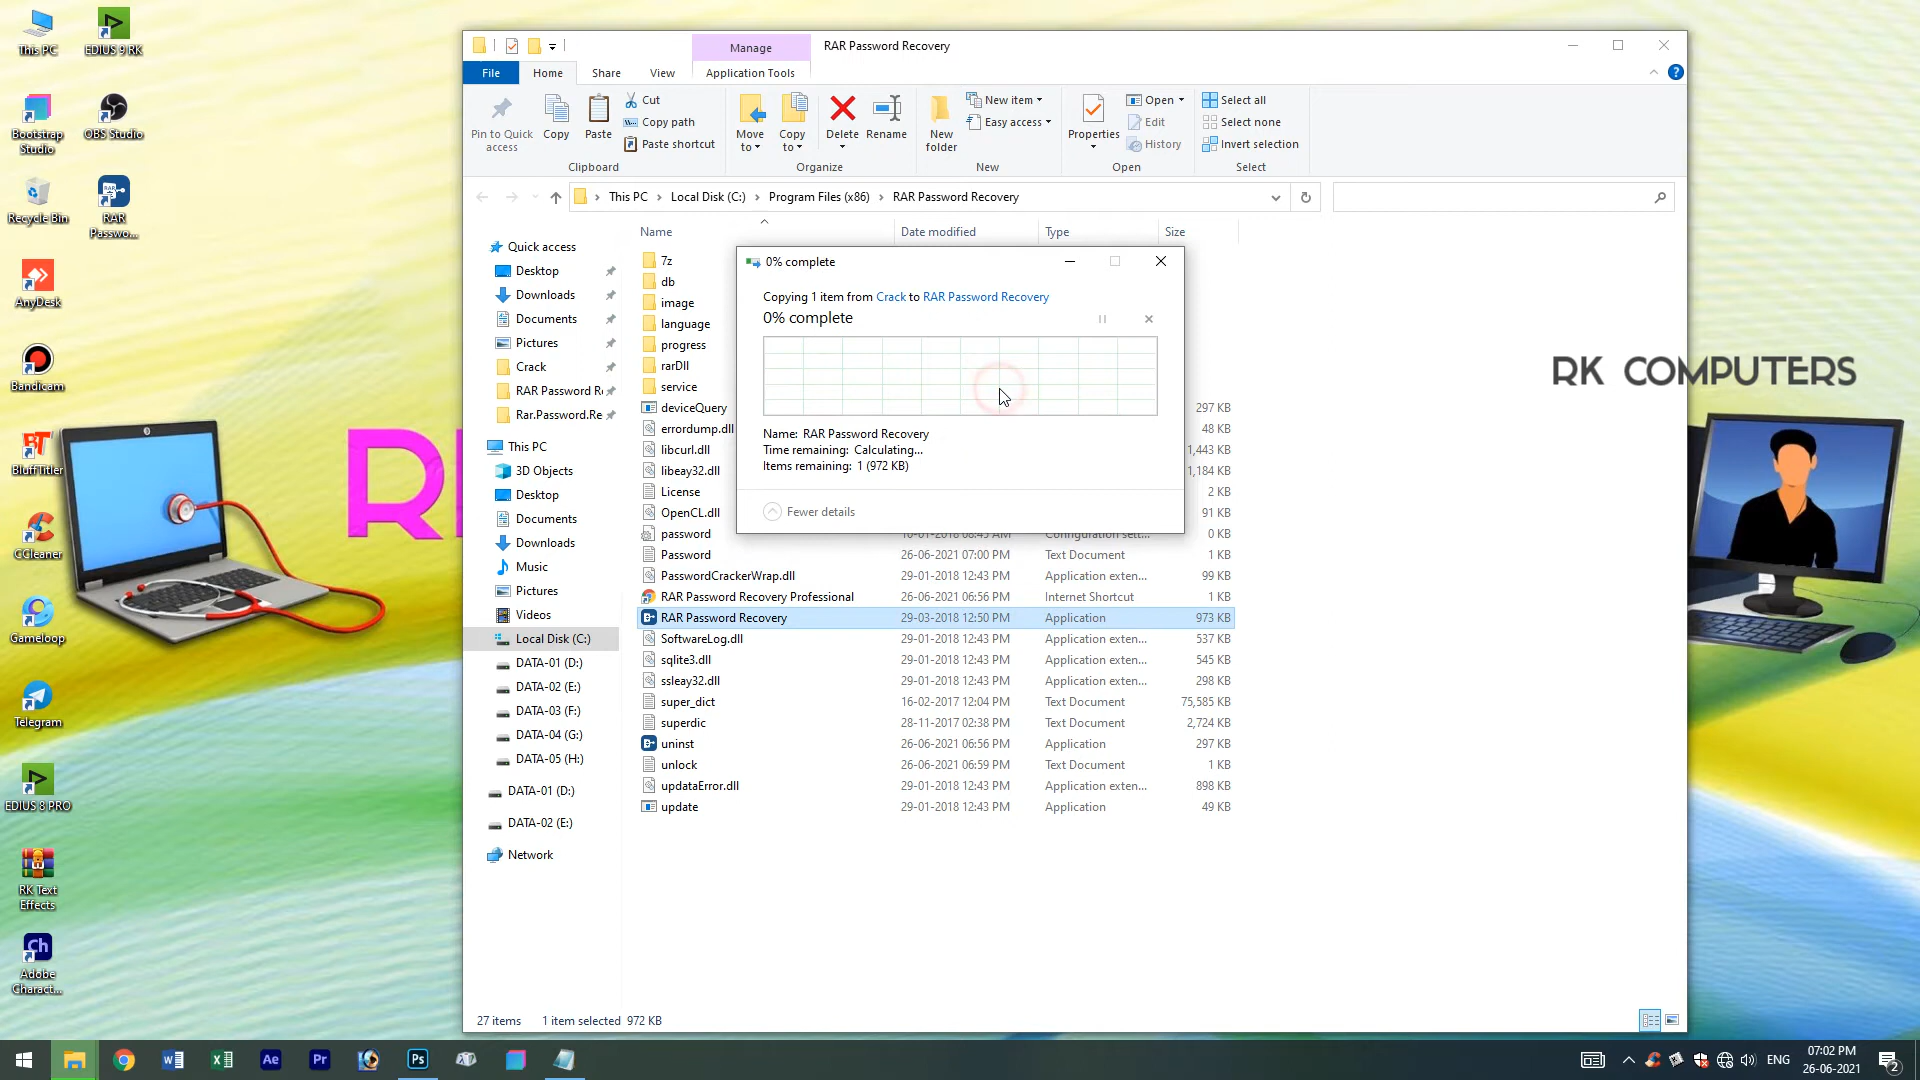 This PC
EDIUS 9 RK
Bootstrap
Studio
OBS Studio
Recycle Bin
RAR
Passwo...
AnyDesk
Bandicam
BluffTitler
CCleaner
Gameloop
Telegram
EDIUS 8 PRO
RK Text
Effects
Adobe
Charact...
RK COMPUTERS
Manage
RAR Password Recovery
File
Home
Share
View
Application Tools
Pin to Quick
access
Copy
Paste
Cut
Copy path
Paste shortcut
Clipboard
Move
to
Copy
to
Delete
Rename
Organize
New
folder
New item
Easy access
New
Properties
Open
Edit
History
Open
Select all
Select none
Invert selection
Select
This PC
Local Disk (C:)
Program Files (x86)
RAR Password Recovery
Name
Date modified
Type
Size
Quick access
Desktop
Downloads
Documents
Pictures
Crack
RAR Password R
Rar.Password.Re
This PC
3D Objects
Desktop
Documents
Downloads
Music
Pictures
Videos
Local Disk (C:)
DATA-01 (D:)
DATA-02 (E:)
DATA-03 (F:)
DATA-04 (G:)
DATA-05 (H:)
DATA-01 (D:)
DATA-02 (E:)
Network
7z
db
image
language
progress
rarDll
service
deviceQuery 297 KB
errordump.dll 48 KB
libcurl.dll 1,443 KB
libeay32.dll 1,184 KB
License 2 KB
OpenCL.dll 91 KB
password 0 KB
Password 26-06-2021 07:00 PM Text Document 1 KB
PasswordCrackerWrap.dll 29-01-2018 12:43 PM Application exten... 99 KB
RAR Password Recovery Professional 26-06-2021 06:56 PM Internet Shortcut 1 KB
RAR Password Recovery 29-03-2018 12:50 PM Application 973 KB
SoftwareLog.dll 29-01-2018 12:43 PM Application exten... 537 KB
sqlite3.dll 29-01-2018 12:43 PM Application exten... 545 KB
ssleay32.dll 29-01-2018 12:43 PM Application exten... 298 KB
super_dict 16-02-2017 12:04 PM Text Document 75,585 KB
superdic 28-11-2017 02:38 PM Text Document 2,724 KB
uninst 26-06-2021 06:56 PM Application 297 KB
unlock 26-06-2021 06:59 PM Text Document 1 KB
updataError.dll 29-01-2018 12:43 PM Application exten... 898 KB
update 29-01-2018 12:43 PM Application 49 KB
0% complete
Copying 1 item from Crack to RAR Password Recovery
0% complete
Name: RAR Password Recovery
Time remaining: Calculating...
Items remaining: 1 (972 KB)
Fewer details
27 items 1 item selected 972 KB
ENG
07:02 PM
26-06-2021
2